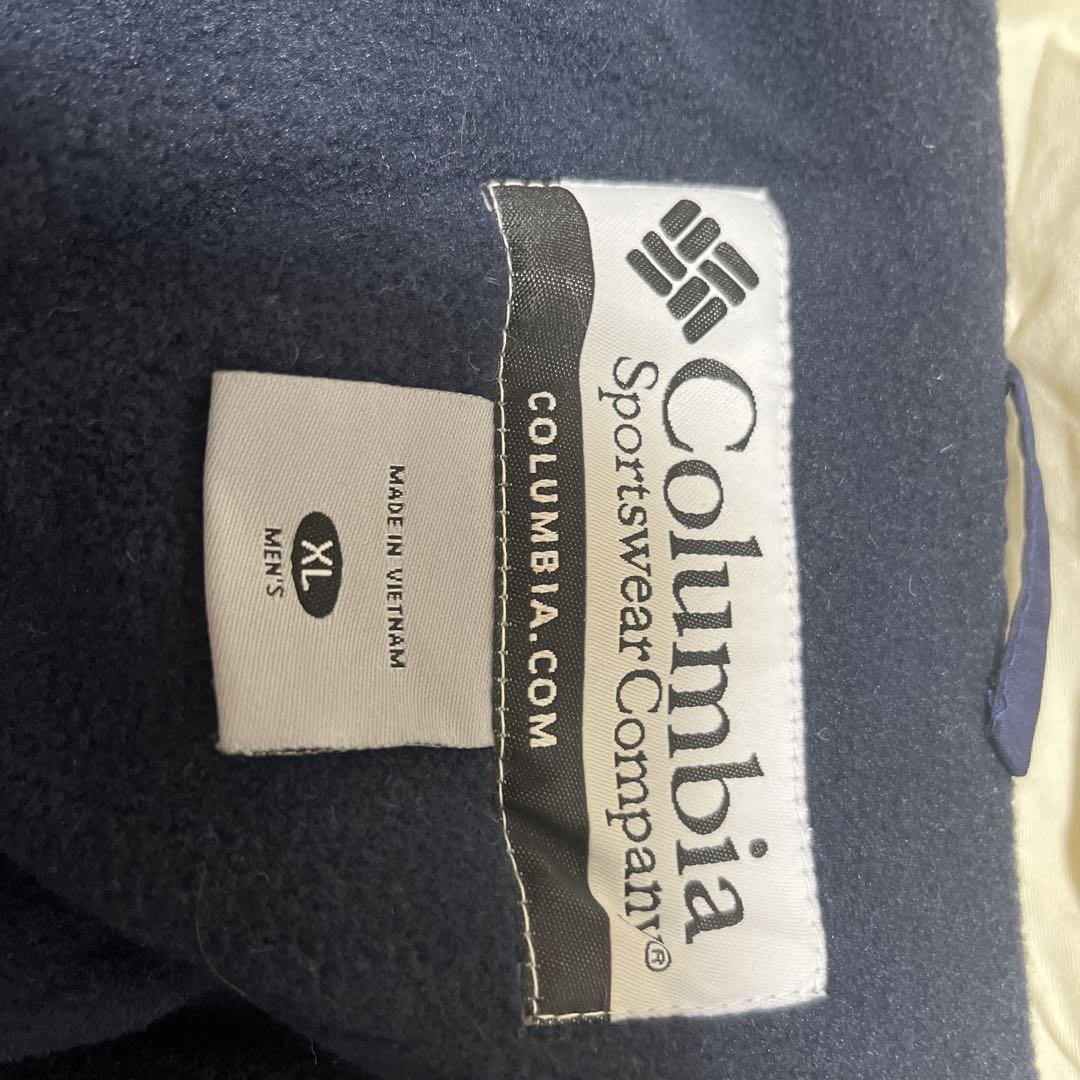 Columbia
Sportswear Company®
COLUMBIA.COM
MADE IN VIETNAM
XL
MEN'S